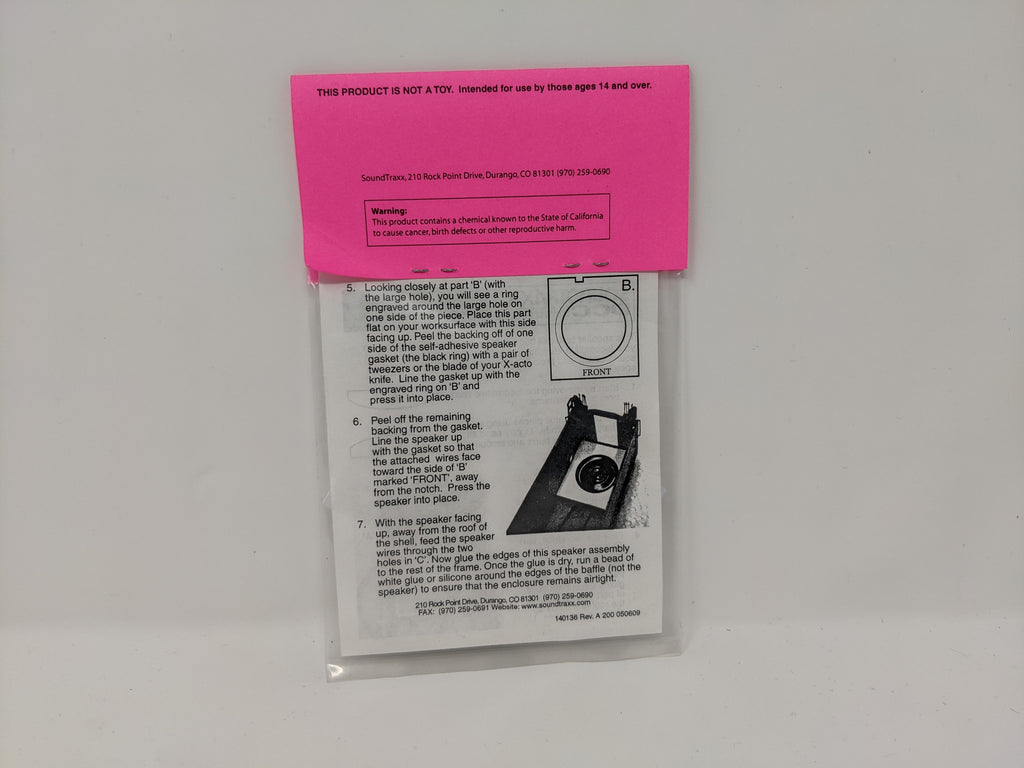 THIS PRODUCT IS NOT A TOY. Intended for use by those ages 14 and over.
SoundTraxx, 210 Rock Point Drive, Durango, CO 81301 (970) 259-0690
Warning:
This product contains a chemical known to the State of California
to cause cancer, birth defects or other reproductive harm.
5. Looking closely at part 'B' (with
the large hole), you will see a ring
engraved around the large hole on
one side of the piece. Place this part
flat on your worksurface with this side
facing up. Peel the backing off of one
side of the self-adhesive speaker
gasket (the black ring) with a pair of
tweezers or the blade of your X-acto
knife. Line the gasket up with the
engraved ring on 'B' and
press it into place.
B.
FRONT
6. Peel off the remaining
backing from the gasket.
Line the speaker up
with the gasket so that
the attached wires face
toward the side of 'B'
marked 'FRONT', away
from the notch. Press the
speaker into place.
7. With the speaker facing
up, away from the roof of
the shell, feed the speaker
wires through the two
holes in 'C'. Now glue the edges of this speaker assembly
to the rest of the frame. Once the glue is dry, run a bead of
white glue or silicone around the edges of the baffle (not the
speaker) to ensure that the enclosure remains airtight.
210 Rock Point Drive, Durango, CO 81301 (970) 259-0690
FAX: (970) 259-0691 Website: www.soundtraxx.com
140136 Rev. A 200 050609